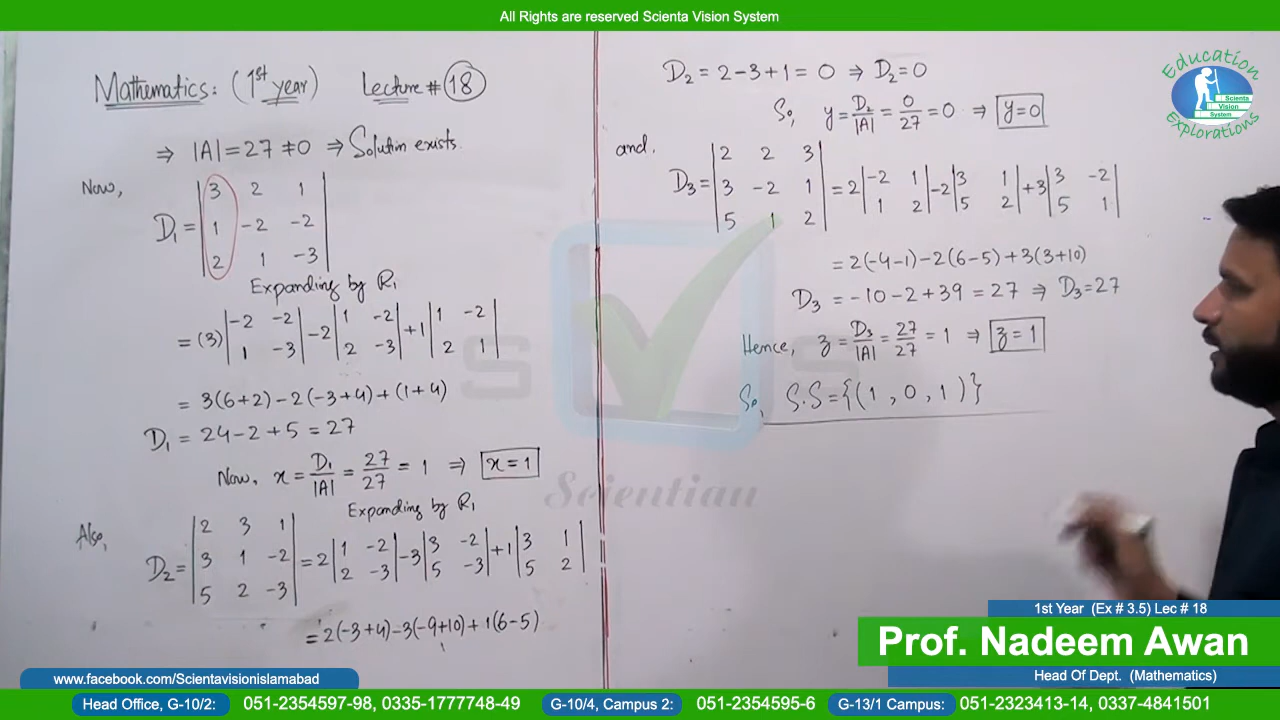 All Rights are reserved Scienta Vision System
Mathematics: (1st year) Lecture # 18
⇒ |A| = 27 ≠ 0 ⇒ Solution exists.
Now,
D₁ = | 3 2 1 |
| 1 -2 -2 |
| 2 1 -3 |
Expanding by R₁
= (3) | -2 -2 | -2 | 1 -2 | +1 | 1 -2 |
| 1 -3 | | 2 -3 | | 2 1 |
= 3(6+2) - 2(-3+4) + (1+4)
D₁ = 24 - 2 + 5 = 27
Now, x = D₁/|A| = 27/27 = 1 ⇒ x = 1
Expanding by R₁
Also,
D₂ = | 2 3 1 | = 2 | 1 -2 | -3 | 3 -2 | +1 | 3 1 |
| 3 1 -2 | | 2 -3 | | 5 -3 | | 5 2 |
| 5 2 -3 |
= 2(-3+4) - 3(-9+10) + 1(6-5)
D₂ = 2 - 3 + 1 = 0 ⇒ D₂ = 0
So, y = D₂/|A| = 0/27 = 0 ⇒ y = 0
and.
D₃ = | 2 2 3 | = 2 | -2 1 | -2 | 3 1 | +3 | 3 -2 |
| 3 -2 1 | | 1 2 | | 5 2 | | 5 1 |
| 5 1 2 |
= 2(-4-1) - 2(6-5) + 3(3+10)
D₃ = -10 - 2 + 39 = 27 ⇒ D₃ = 27
Hence, z = D₃/|A| = 27/27 = 1 ⇒ z = 1
So, S.S = {(1, 0, 1)}
Education
Scienta
Vision
System
Explorations
S V S
Scientian
1st Year (Ex # 3.5) Lec # 18
Prof. Nadeem Awan
Head Of Dept. (Mathematics)
www.facebook.com/Scientavisionislamabad
Head Office, G-10/2: 051-2354597-98, 0335-1777748-49 G-10/4, Campus 2: 051-2354595-6 G-13/1 Campus: 051-2323413-14, 0337-4841501